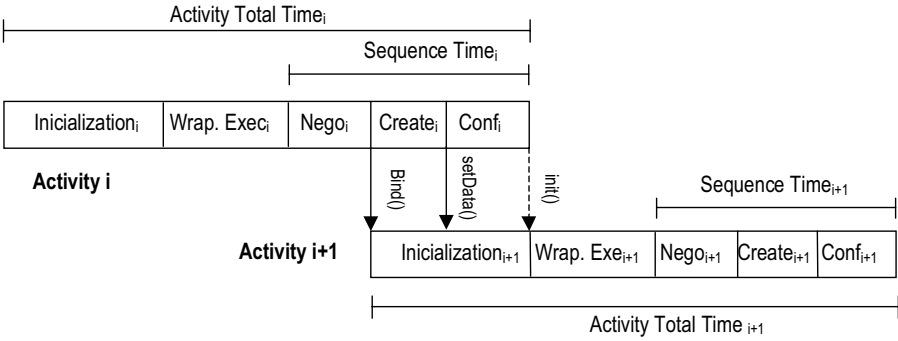 Activity Total Timeᵢ
Sequence Timeᵢ
Inicializationᵢ Wrap. Execᵢ Negoᵢ Createᵢ Confᵢ
Activity i
Bind()
setData()
init()
Sequence Timeᵢ₊₁
Activity i+1
Inicializationᵢ₊₁ Wrap. Exeᵢ₊₁ Negoᵢ₊₁ Createᵢ₊₁ Confᵢ₊₁
Activity Total Time ᵢ₊₁